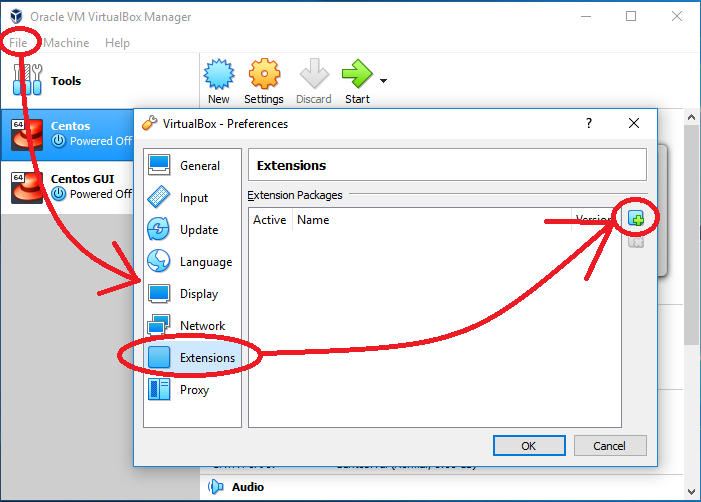 Oracle VM VirtualBox Manager
File Machine Help
Tools
New Settings Discard Start
64 Centos
Powered Off
64 Centos GUI
Powered Off
VirtualBox - Preferences
General
Input
Update
Language
Display
Network
Extensions
Proxy
Extensions
Extension Packages
Active Name Version
OK Cancel
Audio